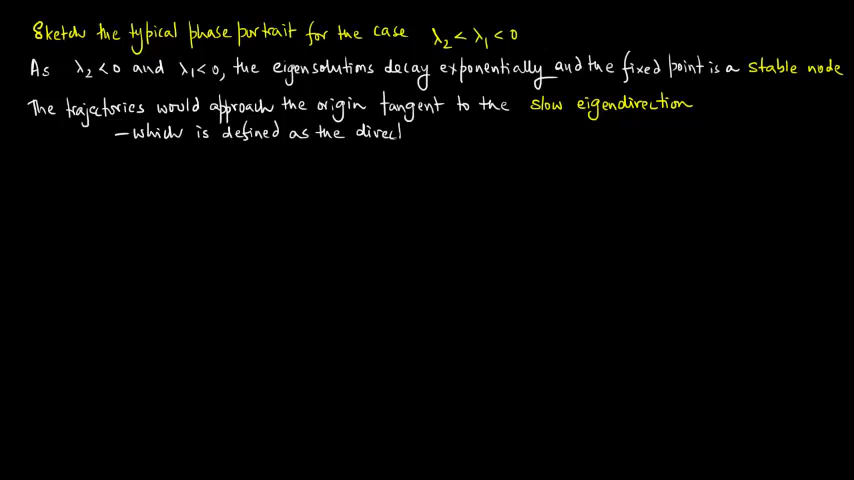 Sketch the typical phase portrait for the case λ₂ < λ₁ < 0
As λ₂ < 0 and λ₁ < 0, the eigensolutions decay exponentially and the fixed point is a stable node
The trajectories would approach the origin tangent to the slow eigendirection
– which is defined as the direc